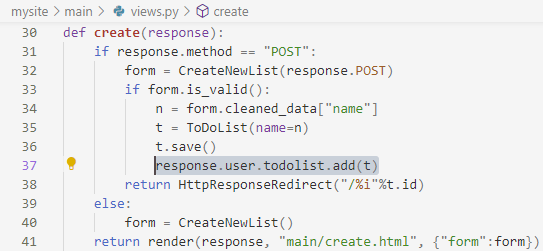 mysite > main > views.py > create
30 def create(response):
31     if response.method == "POST":
32         form = CreateNewList(response.POST)
33         if form.is_valid():
34             n = form.cleaned_data["name"]
35             t = ToDoList(name=n)
36             t.save()
37             response.user.todolist.add(t)
38         return HttpResponseRedirect("/%i"%t.id)
39     else:
40         form = CreateNewList()
41     return render(response, "main/create.html", {"form":form})